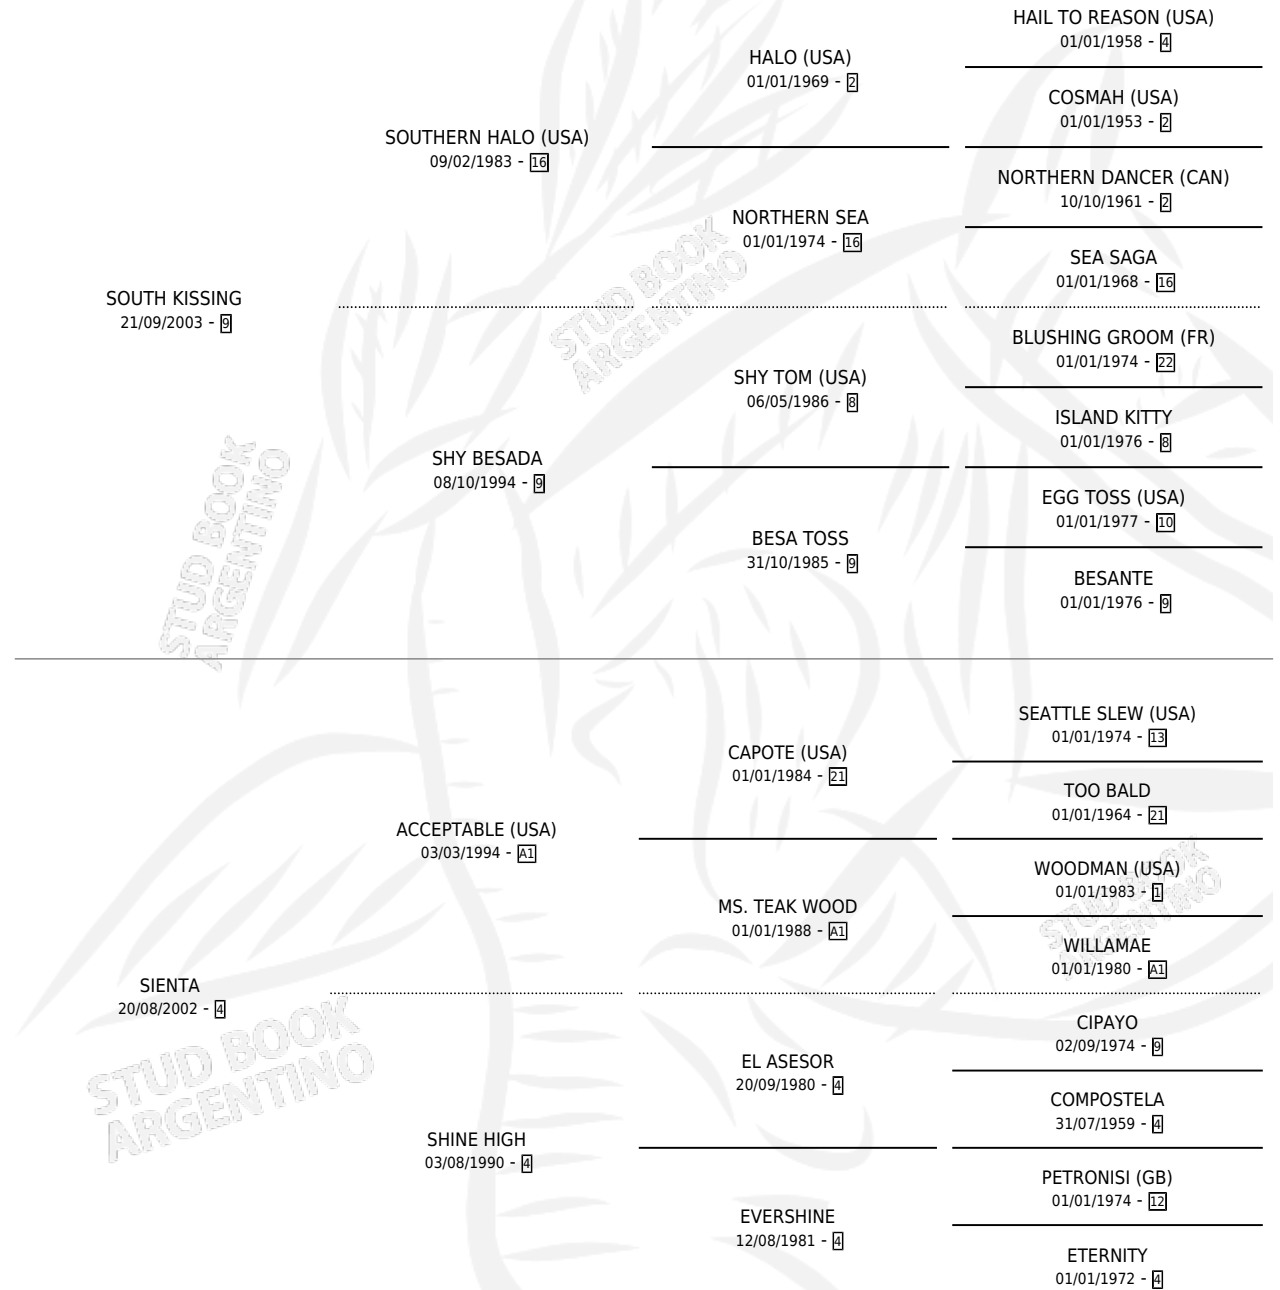 HAIL TO REASON (USA)
01/01/1958 - 4
HALO (USA)
01/01/1969 - 2
COSMAH (USA)
01/01/1953 - 2
SOUTHERN HALO (USA)
09/02/1983 - 16
NORTHERN DANCER (CAN)
10/10/1961 - 2
NORTHERN SEA
01/01/1974 - 16
SEA SAGA
01/01/1968 - 16
SOUTH KISSING
21/09/2003 - 9
STUD BOOK
ARGENTINO
BLUSHING GROOM (FR)
01/01/1974 - 22
SHY TOM (USA)
06/05/1986 - 8
ISLAND KITTY
01/01/1976 - 8
SHY BESADA
08/10/1994 - 9
EGG TOSS (USA)
01/01/1977 - 10
BESA TOSS
31/10/1985 - 9
BESANTE
01/01/1976 - 9
STUD BOOK
ARGENTINO
SEATTLE SLEW (USA)
01/01/1974 - 13
CAPOTE (USA)
01/01/1984 - 21
TOO BALD
01/01/1964 - 21
ACCEPTABLE (USA)
03/03/1994 - A1
WOODMAN (USA)
01/01/1983 - 1
MS. TEAK WOOD
01/01/1988 - A1
STUD BOOK
ARGENTINO
WILLAMAE
01/01/1980 - A1
SIENTA
20/08/2002 - 4
CIPAYO
02/09/1974 - 9
EL ASESOR
20/09/1980 - 4
STUD BOOK
ARGENTINO
COMPOSTELA
31/07/1959 - 4
SHINE HIGH
03/08/1990 - 4
PETRONISI (GB)
01/01/1974 - 12
EVERSHINE
12/08/1981 - 4
ETERNITY
01/01/1972 - 4